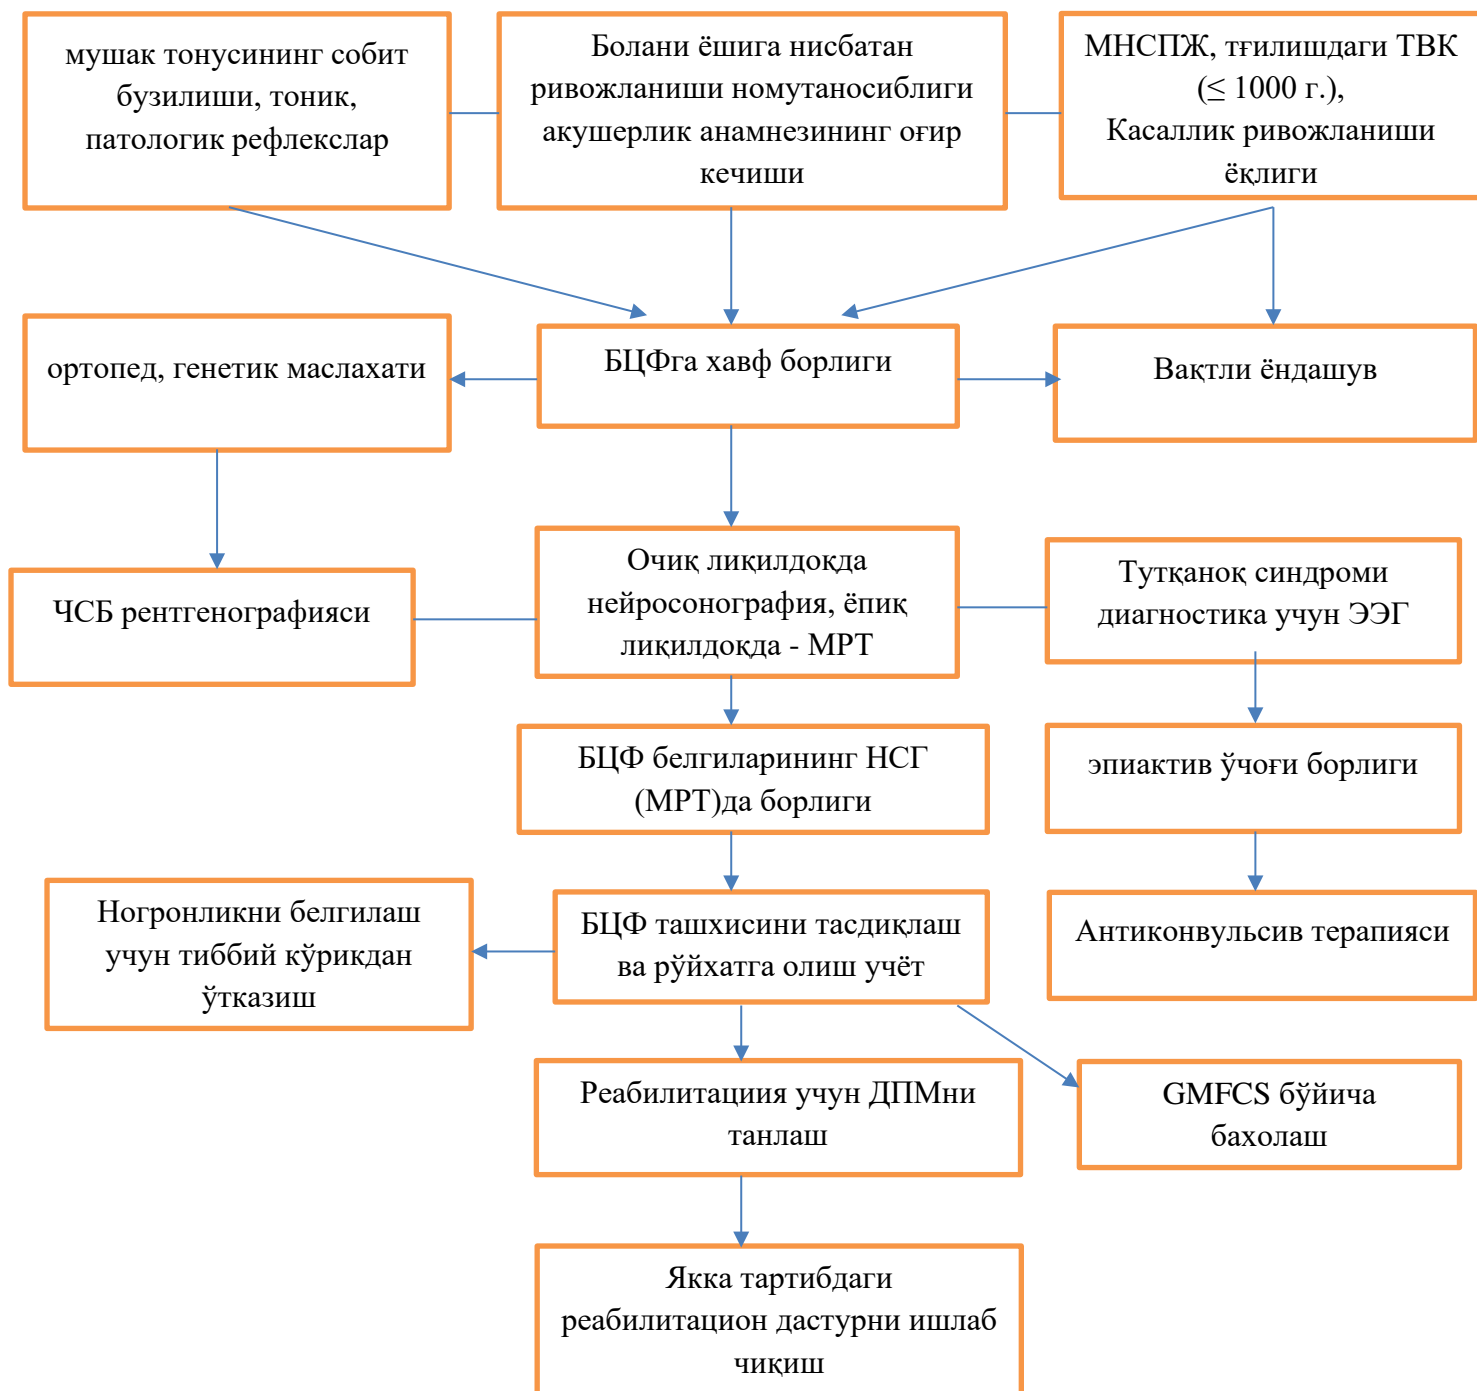 мушак тонусининг собит
бузилиши, тоник,
патологик рефлекслар
Болани ёшига нисбатан
ривожланиши номутаносиблиги
акушерлик анамнезининг оғир
кечиши
МНСПЖ, тғилишдаги ТВК
(≤ 1000 г.),
Касаллик ривожланиши
ёқлиги
ортопед, генетик маслахати
БЦФга хавф борлиги
Вақтли ёндашув
ЧСБ рентгенографияси
Очиқ лиқилдоқда
нейросонография, ёпиқ
лиқилдоқда - МРТ
Тутқаноқ синдроми
диагностика учун ЭЭГ
БЦФ белгиларининг НСГ
(МРТ)да борлиги
эпиактив ўчоғи борлиги
Ногронликни белгилаш
учун тиббий кўрикдан
ўтказиш
БЦФ ташхисини тасдиқлаш
ва рўйхатга олиш учёт
Антиконвульсив терапияси
Реабилитациия учун ДПМни
танлаш
GMFCS бўйича
бахолаш
Якка тартибдаги
реабилитацион дастурни ишлаб
чиқиш